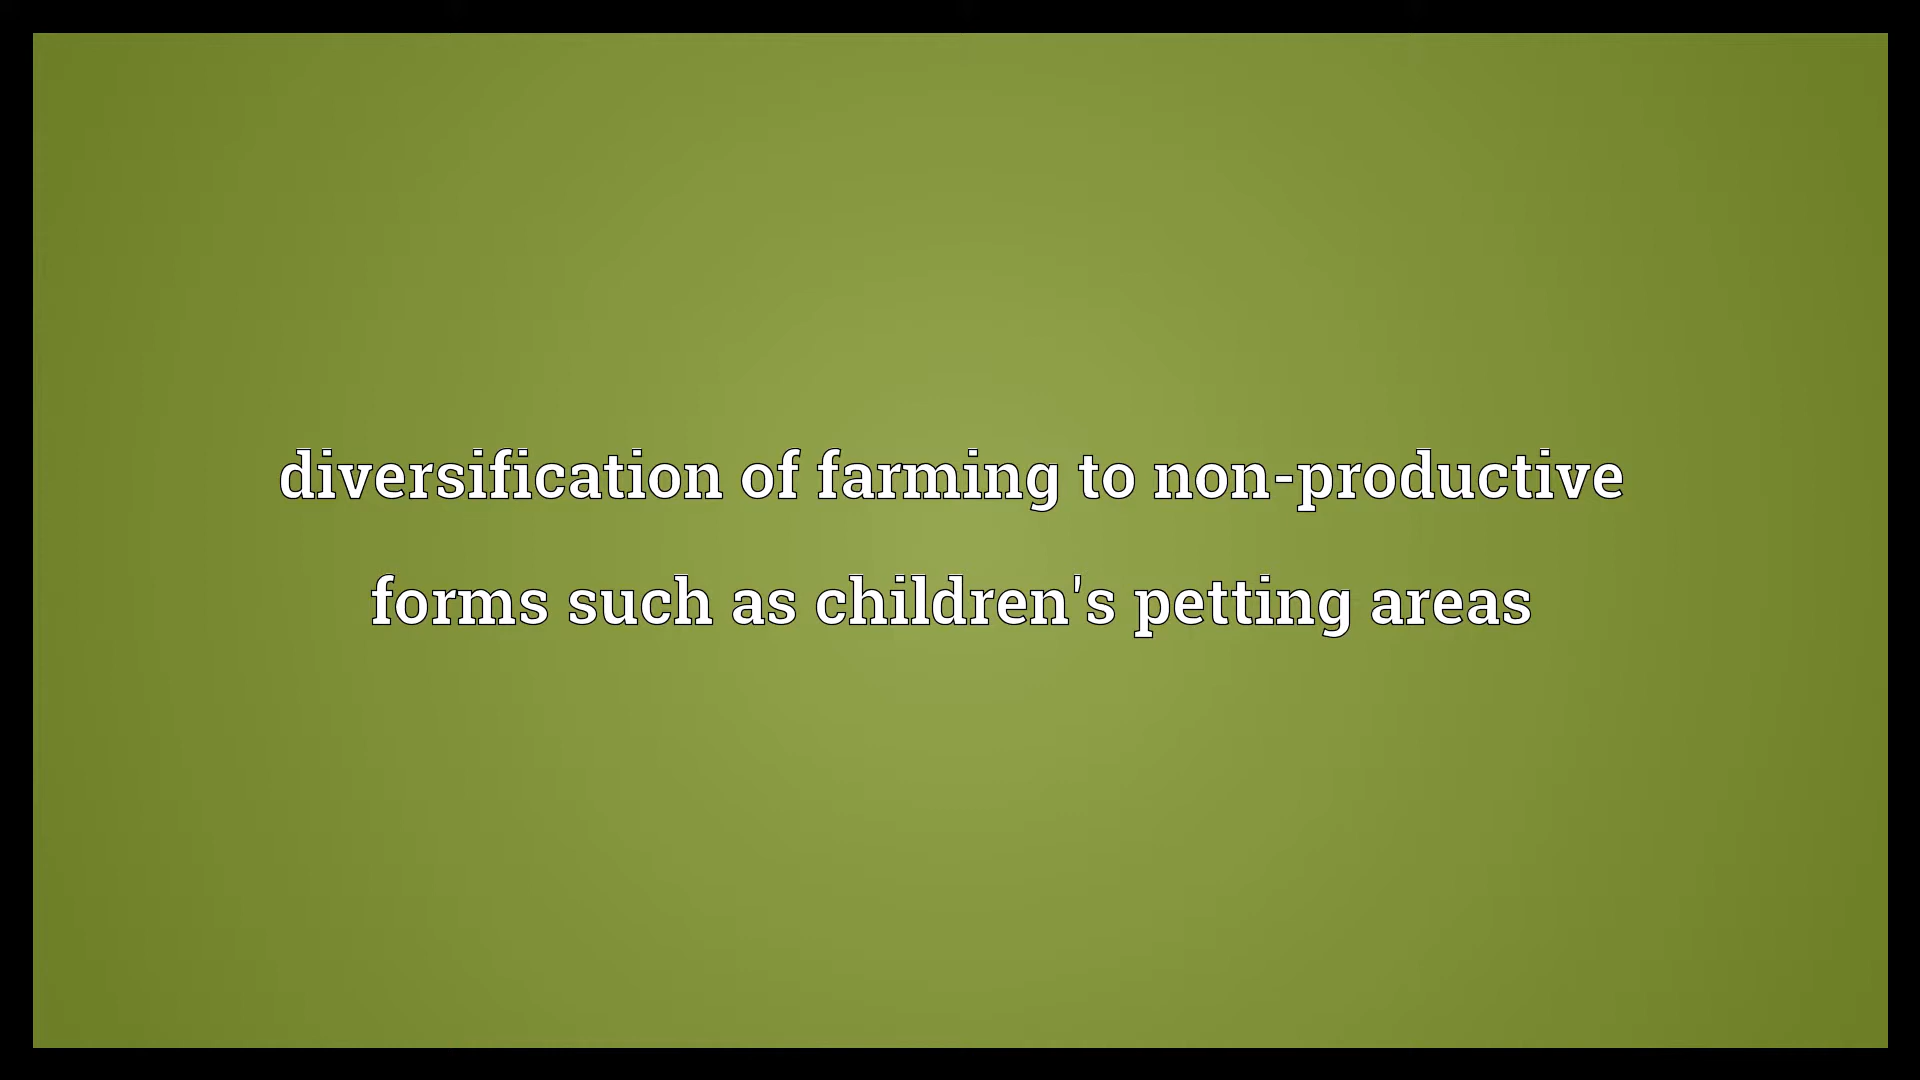 diversification of farming to non-productive
forms such as children's petting areas